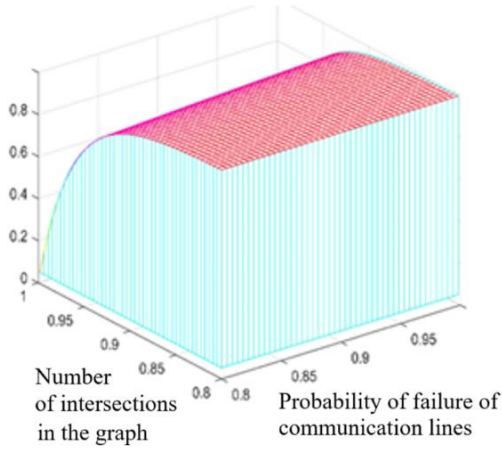 0.8
0.6
0.4
0.2
0
1
0.95
0.9
0.85
0.8
0.8
0.85
0.9
0.95
Number
of intersections
in the graph
Probability of failure of
communication lines